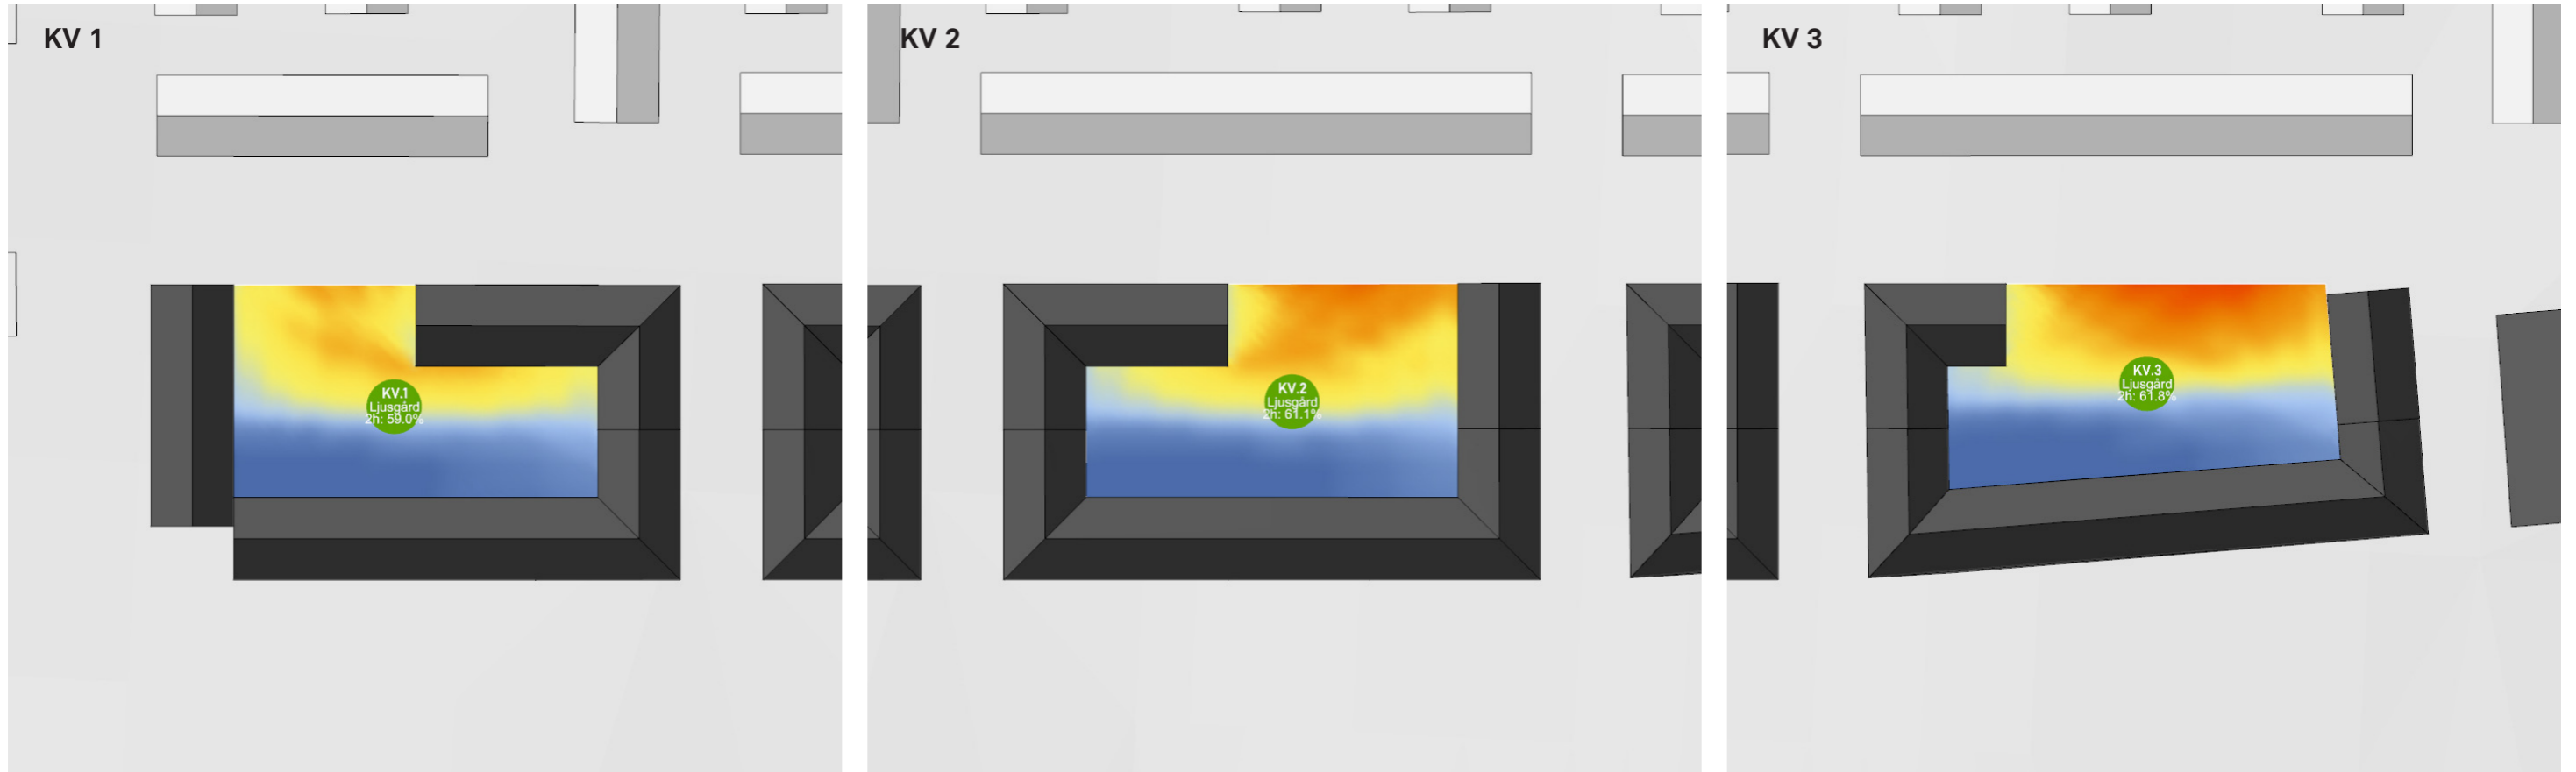 KV 1
KV 2
KV 3
KV.1
Ljusgård
2h: 59.0%
KV.2
Ljusgård
2h: 61.1%
KV.3
Ljusgård
2h: 61.8%